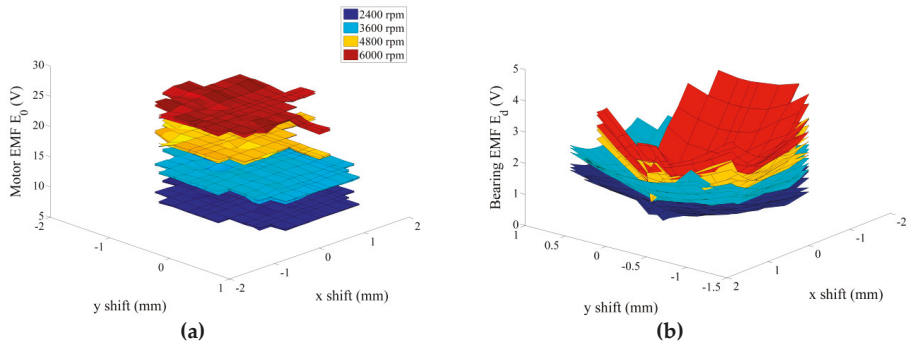 2400 rpm
3600 rpm
4800 rpm
6000 rpm
Motor EMF E0 (V)
30
25
20
15
10
5
-2
-1
0
1
y shift (mm)
-2
-1
0
1
2
x shift (mm)
(a)
Bearing EMF Ed (V)
5
4
3
2
1
0
1
0.5
0
-0.5
-1
-1.5
y shift (mm)
2
1
0
-1
-2
x shift (mm)
(b)